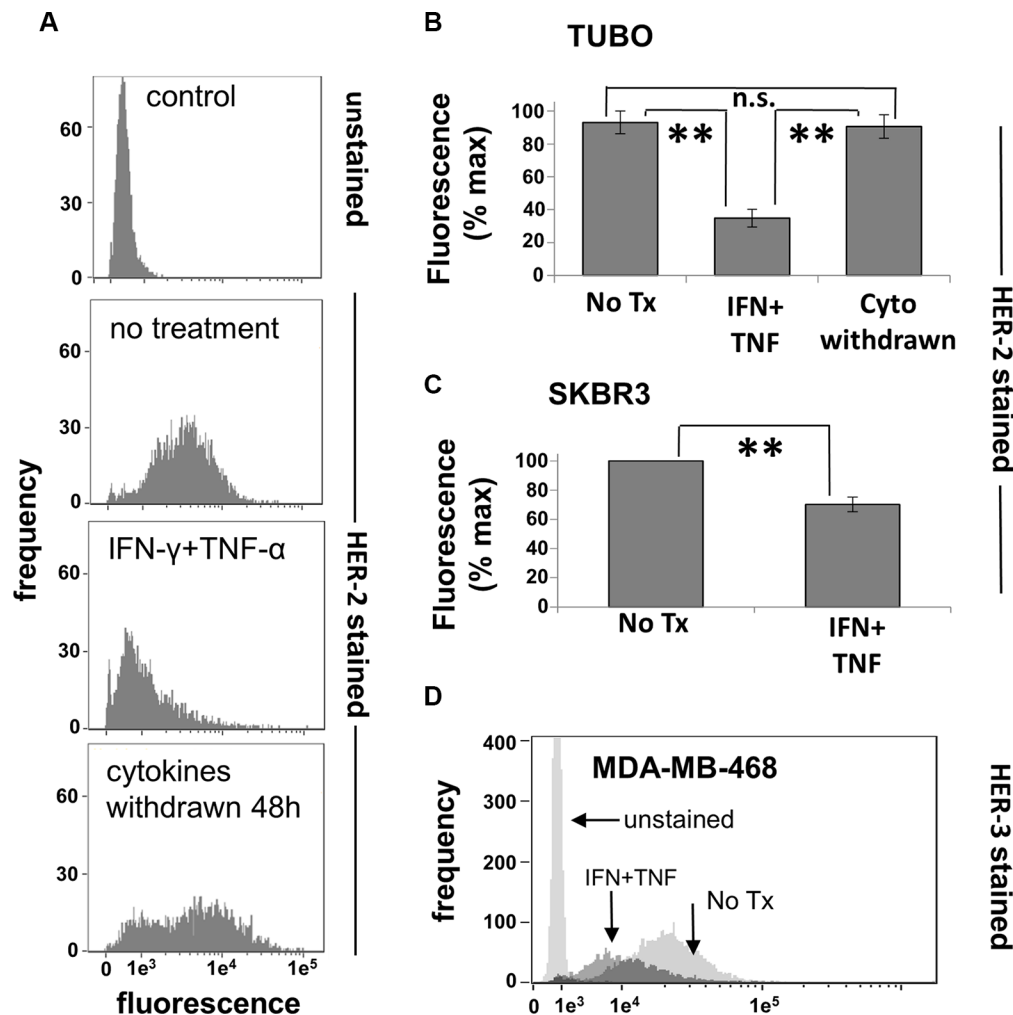 A
control
60
30
0
unstained
no treatment
60
30
0
IFN-γ+TNF-α
60
30
0
cytokines
withdrawn 48h
60
30
0
0 1e3 1e4 1e5
fluorescence
frequency
HER-2 stained
B
TUBO
Fluorescence
(% max)
100
80
60
40
20
0
n.s.
** **
No Tx IFN+ Cyto
TNF withdrawn
C
SKBR3
Fluorescence
(% max)
100
80
60
40
20
0
**
No Tx IFN+
TNF
HER-2 stained
D
MDA-MB-468
frequency
400
300
200
100
0
unstained
IFN+TNF
No Tx
0 1e3 1e4 1e5
HER-3 stained